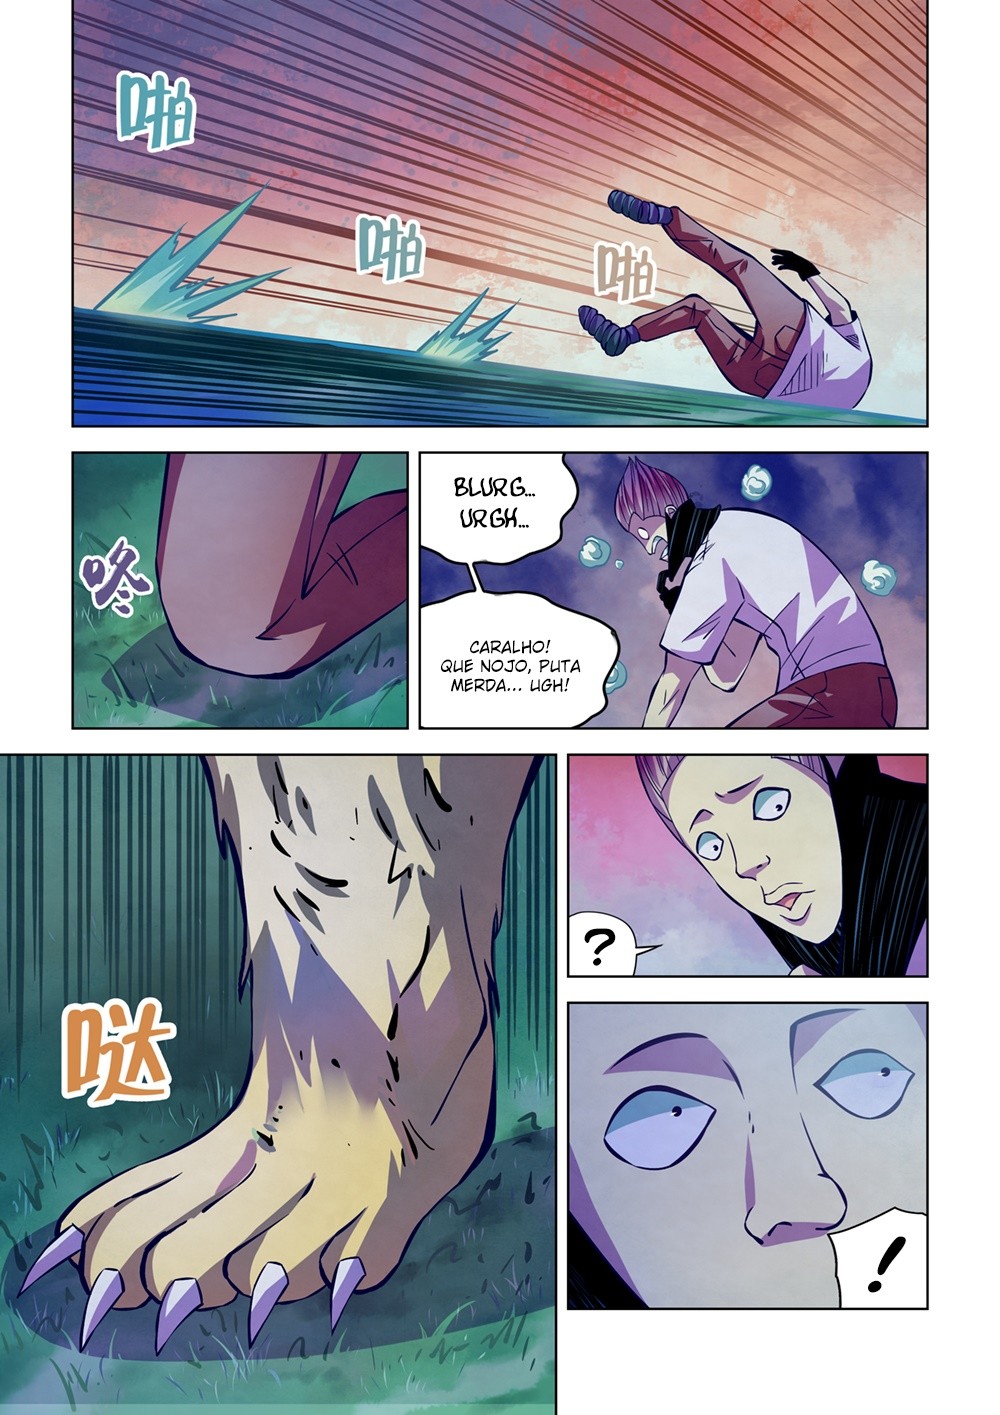 啪
啪
啪
咚
BLURG...
URGH...
CARALHO!
QUE NOJO, PUTA
MERDA... UGH!
?
哒
!